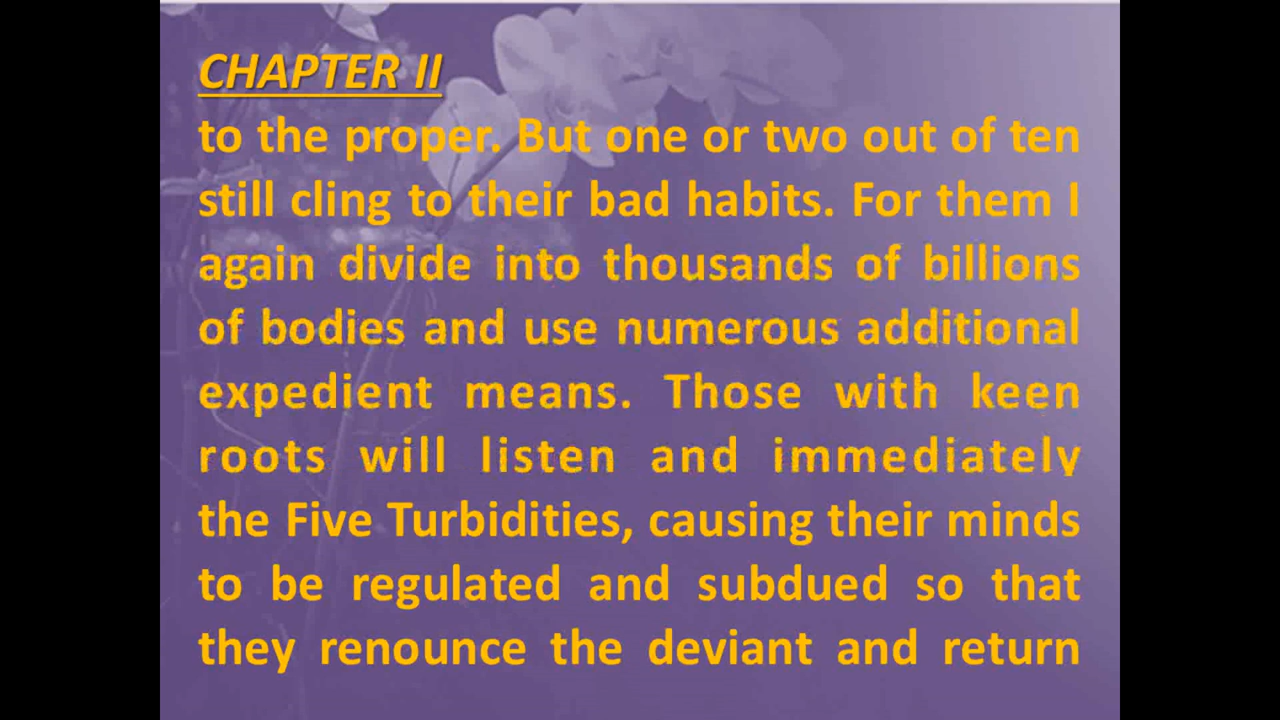 CHAPTER II
to the proper. But one or two out of ten
still cling to their bad habits. For them I
again divide into thousands of billions
of bodies and use numerous additional
expedient means. Those with keen
roots will listen and immediately
the Five Turbidities, causing their minds
to be regulated and subdued so that
they renounce the deviant and return